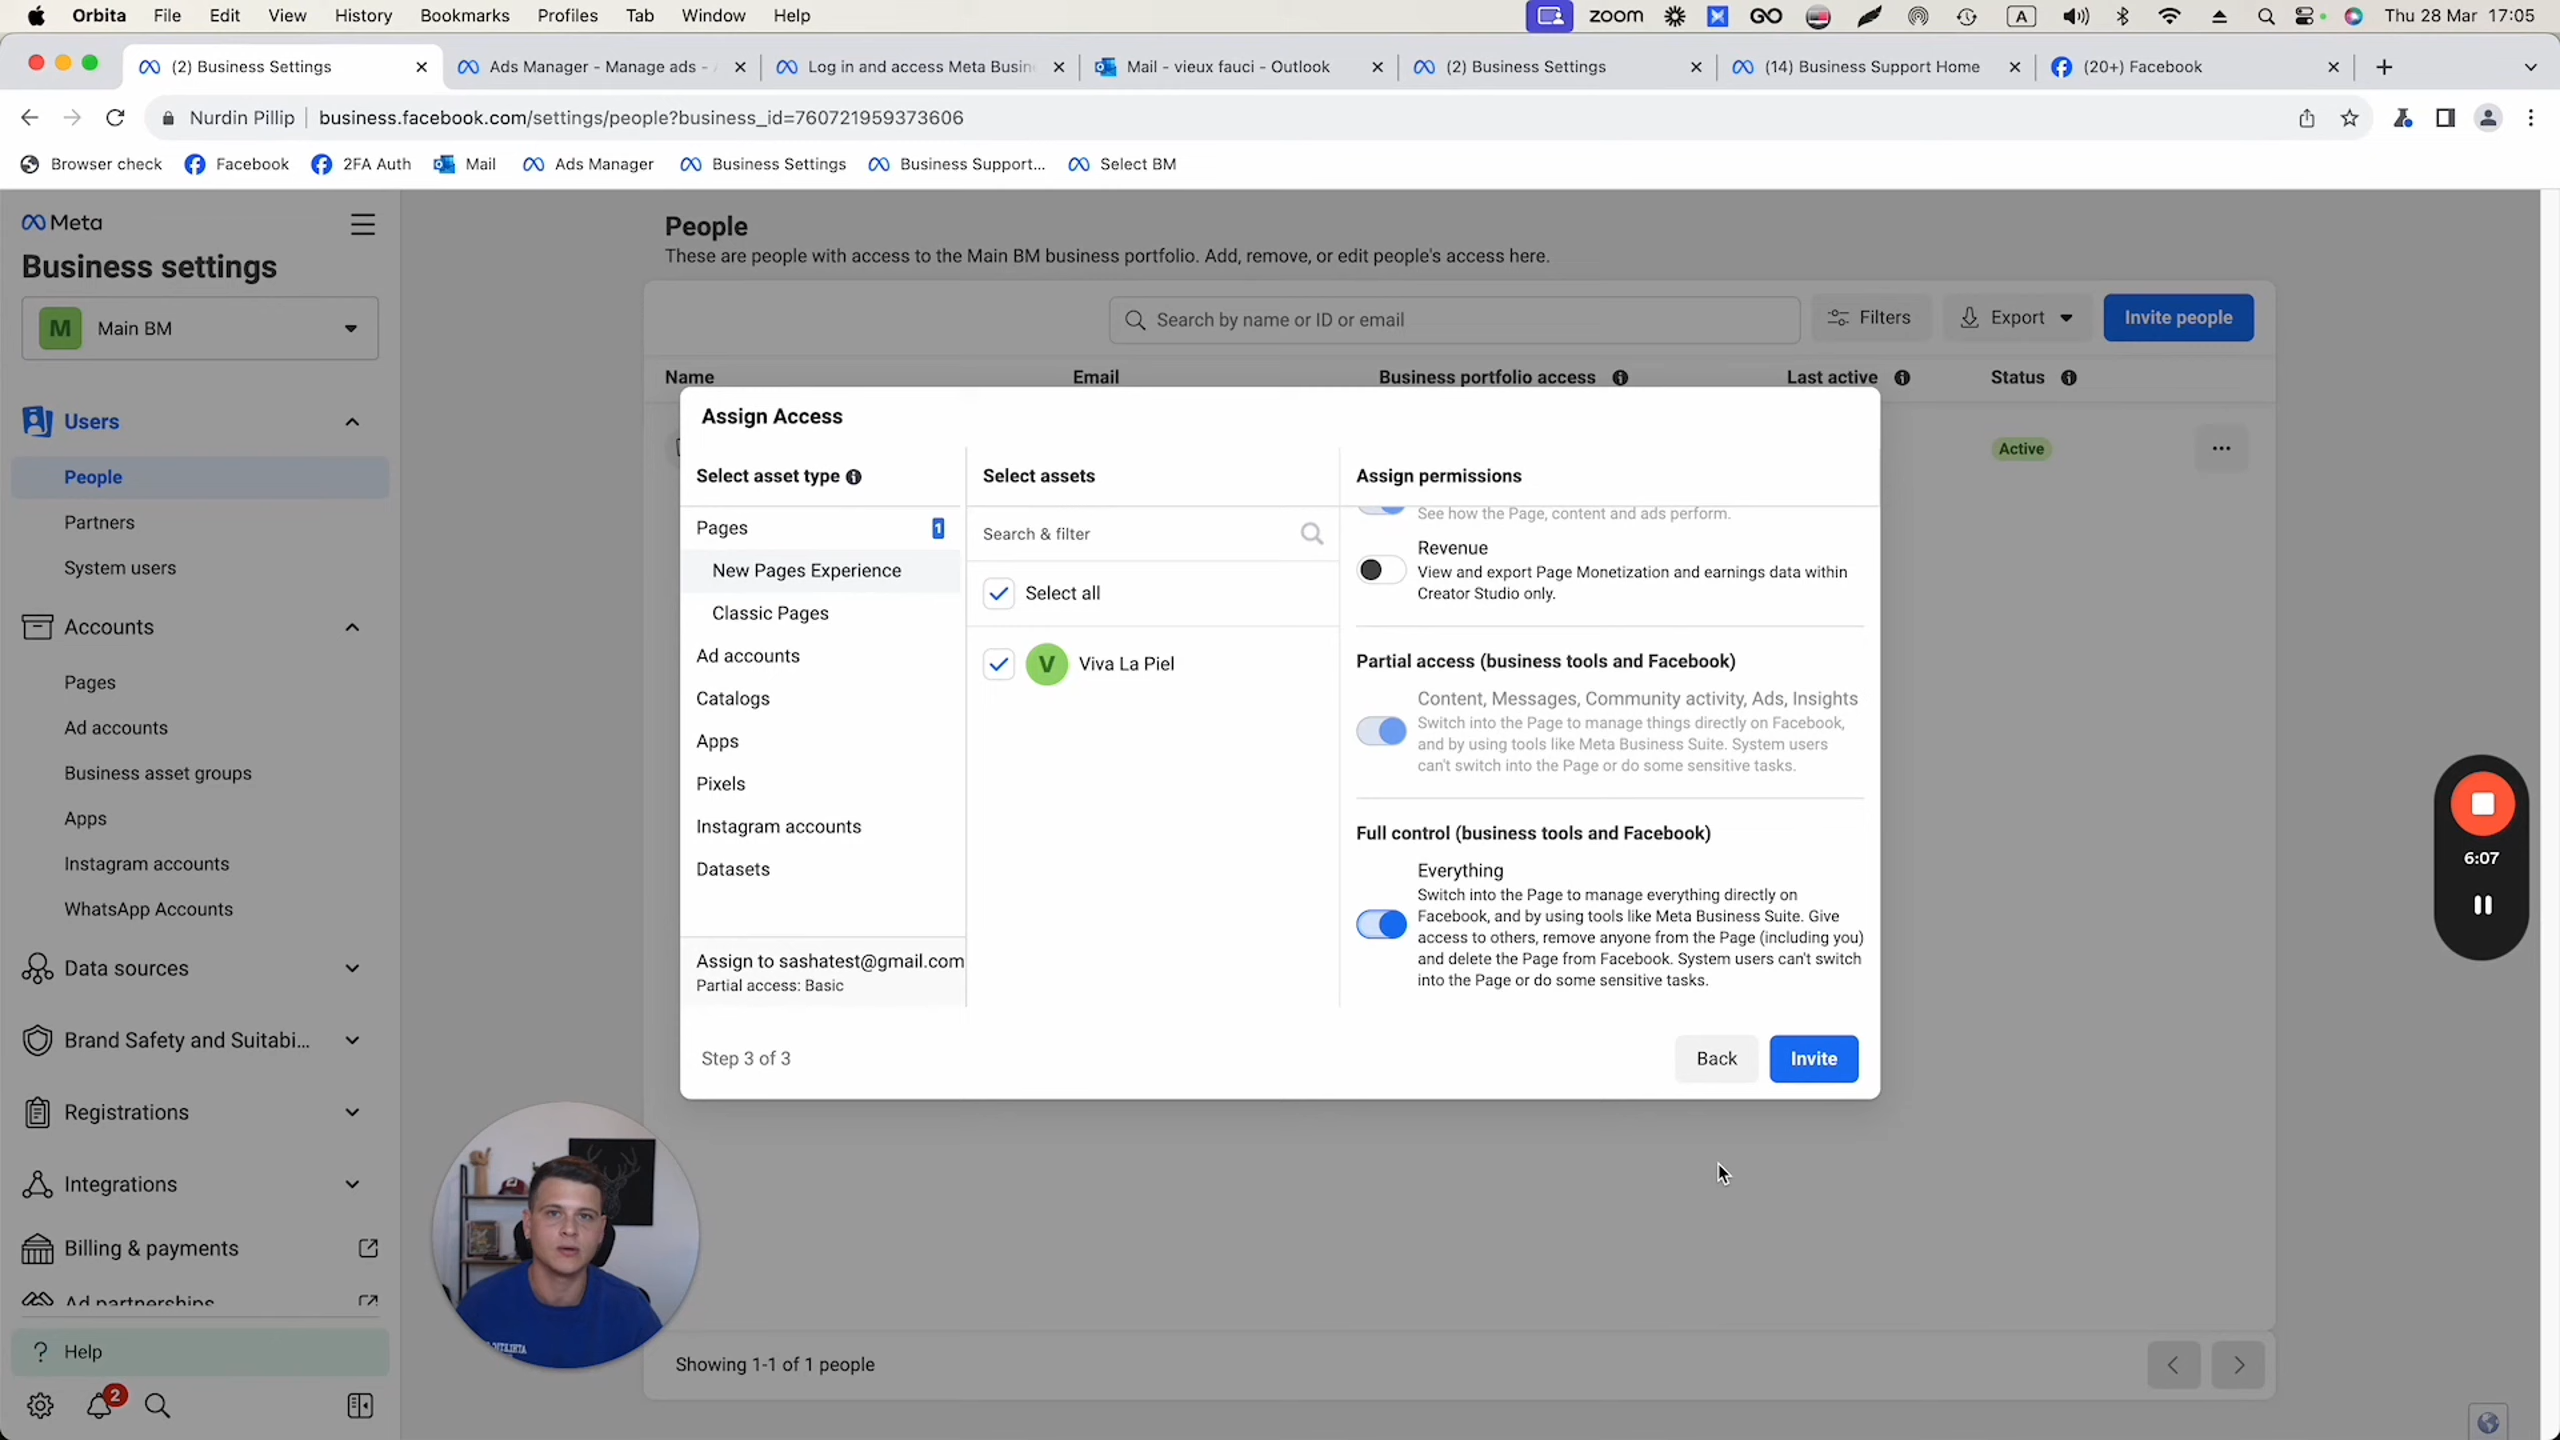 Orbita File Edit View History Bookmarks Profiles Tab Window Help
zoom A Thu 28 Mar 17:05
(2) Business Settings
Ads Manager - Manage ads -
Log in and access Meta Busin
Mail - vieux fauci - Outlook
(2) Business Settings
(14) Business Support Home
(20+) Facebook
Nurdin Pillip business.facebook.com/settings/people?business_id=760721959373606
Browser check Facebook 2FA Auth Mail Ads Manager Business Settings Business Support... Select BM
Meta
Business settings
M Main BM
Users
People
Partners
System users
Accounts
Pages
Ad accounts
Business asset groups
Apps
Instagram accounts
WhatsApp Accounts
Data sources
Brand Safety and Suitabi...
Registrations
Integrations
Billing & payments
Ad partnerships
? Help
2
People
These are people with access to the Main BM business portfolio. Add, remove, or edit people's access here.
Search by name or ID or email
Filters
Export
Invite people
Name Email Business portfolio access Last active Status
Active
Assign Access
Select asset type
Pages 1
New Pages Experience
Classic Pages
Ad accounts
Catalogs
Apps
Pixels
Instagram accounts
Datasets
Assign to sashatest@gmail.com
Partial access: Basic
Select assets
Search & filter
Select all
V Viva La Piel
Assign permissions
See how the Page, content and ads perform.
Revenue
View and export Page Monetization and earnings data within
Creator Studio only.
Partial access (business tools and Facebook)
Content, Messages, Community activity, Ads, Insights
Switch into the Page to manage things directly on Facebook,
and by using tools like Meta Business Suite. System users
can't switch into the Page or do some sensitive tasks.
Full control (business tools and Facebook)
Everything
Switch into the Page to manage everything directly on
Facebook, and by using tools like Meta Business Suite. Give
access to others, remove anyone from the Page (including you)
and delete the Page from Facebook. System users can't switch
into the Page or do some sensitive tasks.
Step 3 of 3
Back
Invite
6:07
Showing 1-1 of 1 people